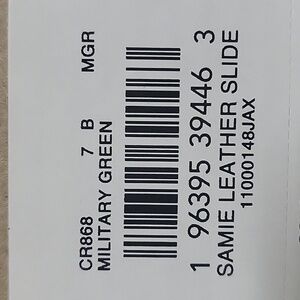 CR868 7 B MGR
MILITARY GREEN
1 96395 39446 3
SAMIE LEATHER SLIDE
11000148JAX